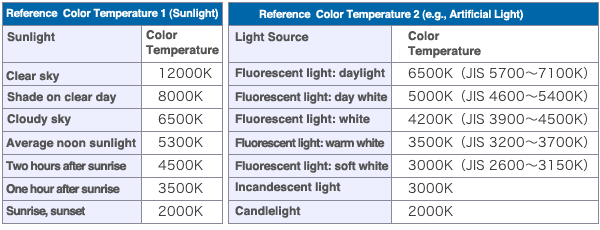 Reference Color Temperature 1 (Sunlight)
Sunlight Color Temperature
Clear sky 12000K
Shade on clear day 8000K
Cloudy sky 6500K
Average noon sunlight 5300K
Two hours after sunrise 4500K
One hour after sunrise 3500K
Sunrise, sunset 2000K
Reference Color Temperature 2 (e.g., Artificial Light)
Light Source Color Temperature
Fluorescent light: daylight 6500K（JIS 5700〜7100K）
Fluorescent light: day white 5000K（JIS 4600〜5400K）
Fluorescent light: white 4200K（JIS 3900〜4500K）
Fluorescent light: warm white 3500K（JIS 3200〜3700K）
Fluorescent light: soft white 3000K（JIS 2600〜3150K）
Incandescent light 3000K
Candlelight 2000K